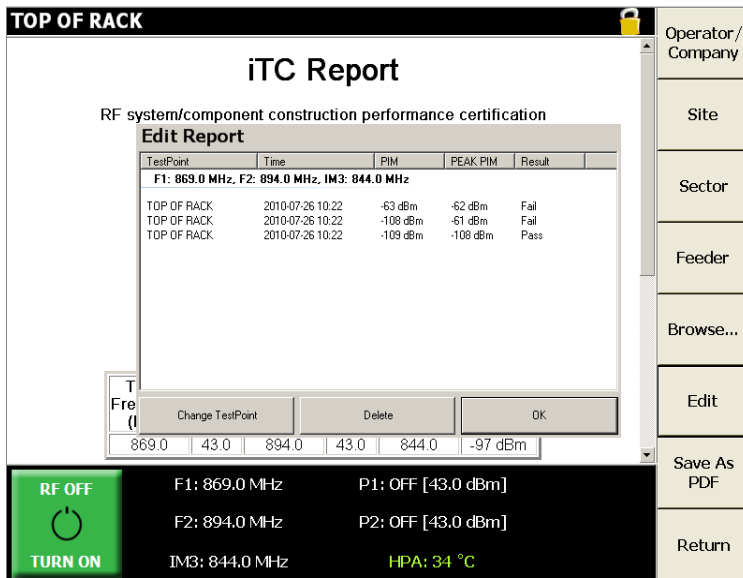 TOP OF RACK
iTC Report
RF system/component construction performance certification
Edit Report
TestPoint Time PIM PEAK PIM Result
F1: 869.0 MHz, F2: 894.0 MHz, IM3: 844.0 MHz
TOP OF RACK 2010-07-26 10:22 -63 dBm -62 dBm Fail
TOP OF RACK 2010-07-26 10:22 -108 dBm -61 dBm Fail
TOP OF RACK 2010-07-26 10:22 -109 dBm -108 dBm Pass
Change TestPoint Delete OK
T
Fre
(I
869.0 43.0 894.0 43.0 844.0 -97 dBm
RF OFF
TURN ON
F1: 869.0 MHz P1: OFF [43.0 dBm]
F2: 894.0 MHz P2: OFF [43.0 dBm]
IM3: 844.0 MHz HPA: 34 °C
Operator/
Company
Site
Sector
Feeder
Browse...
Edit
Save As
PDF
Return